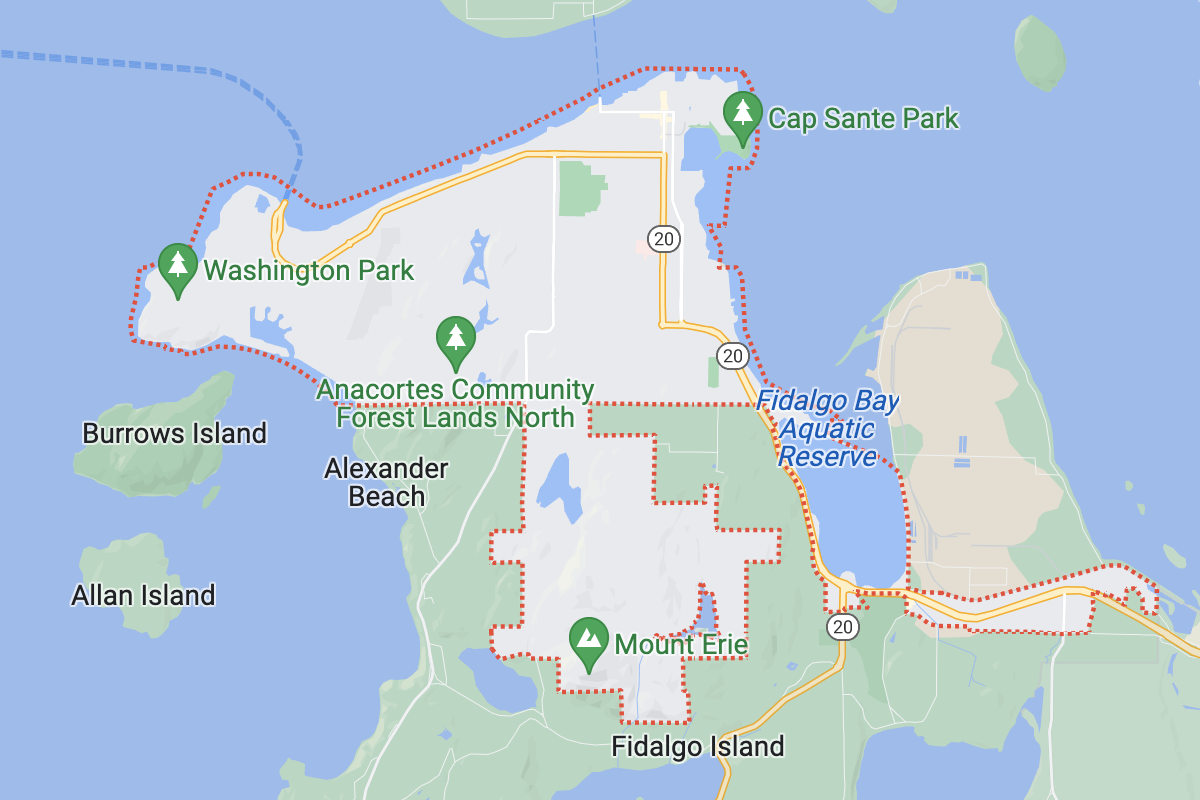 Cap Sante Park
20
Washington Park
20
Anacortes Community
Forest Lands North
Fidalgo Bay
Aquatic
Reserve
Burrows Island
Alexander
Beach
Allan Island
20
Mount Erie
Fidalgo Island